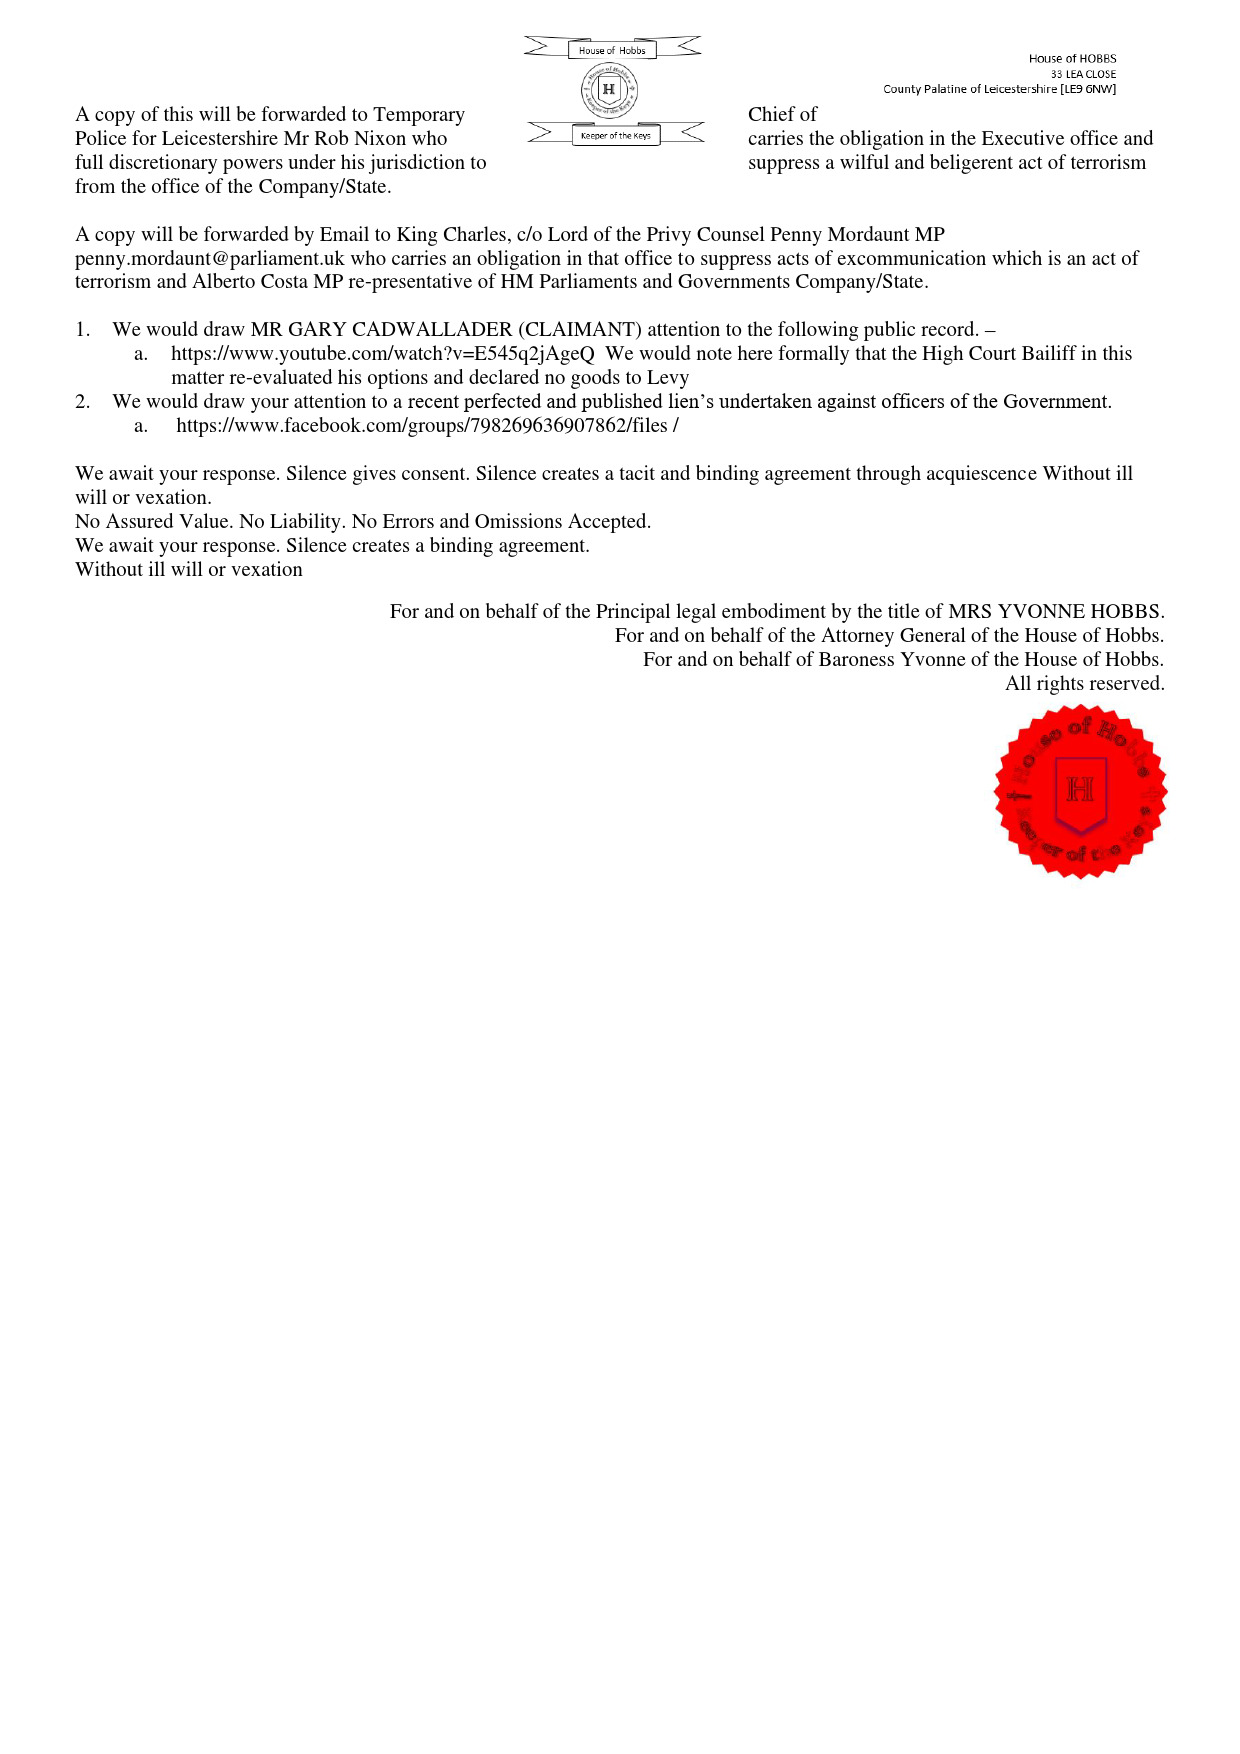 House of Hobbs
House of Hobbs
H
Keeper of the Keys
Keeper of the Keys
House of HOBBS
33 LEA CLOSE
County Palatine of Leicestershire [LE9 6NW]
A copy of this will be forwarded to Temporary Chief of
Police for Leicestershire Mr Rob Nixon who carries the obligation in the Executive office and
full discretionary powers under his jurisdiction to suppress a wilful and beligerent act of terrorism
from the office of the Company/State.
A copy will be forwarded by Email to King Charles, c/o Lord of the Privy Counsel Penny Mordaunt MP
penny.mordaunt@parliament.uk who carries an obligation in that office to suppress acts of excommunication which is an act of
terrorism and Alberto Costa MP re-presentative of HM Parliaments and Governments Company/State.
1. We would draw MR GARY CADWALLADER (CLAIMANT) attention to the following public record. –
a. https://www.youtube.com/watch?v=E545q2jAgeQ We would note here formally that the High Court Bailiff in this
matter re-evaluated his options and declared no goods to Levy
2. We would draw your attention to a recent perfected and published lien’s undertaken against officers of the Government.
a. https://www.facebook.com/groups/798269636907862/files /
We await your response. Silence gives consent. Silence creates a tacit and binding agreement through acquiescence Without ill
will or vexation.
No Assured Value. No Liability. No Errors and Omissions Accepted.
We await your response. Silence creates a binding agreement.
Without ill will or vexation
For and on behalf of the Principal legal embodiment by the title of MRS YVONNE HOBBS.
For and on behalf of the Attorney General of the House of Hobbs.
For and on behalf of Baroness Yvonne of the House of Hobbs.
All rights reserved.
House of Hobbs
H
Keeper of the Keys